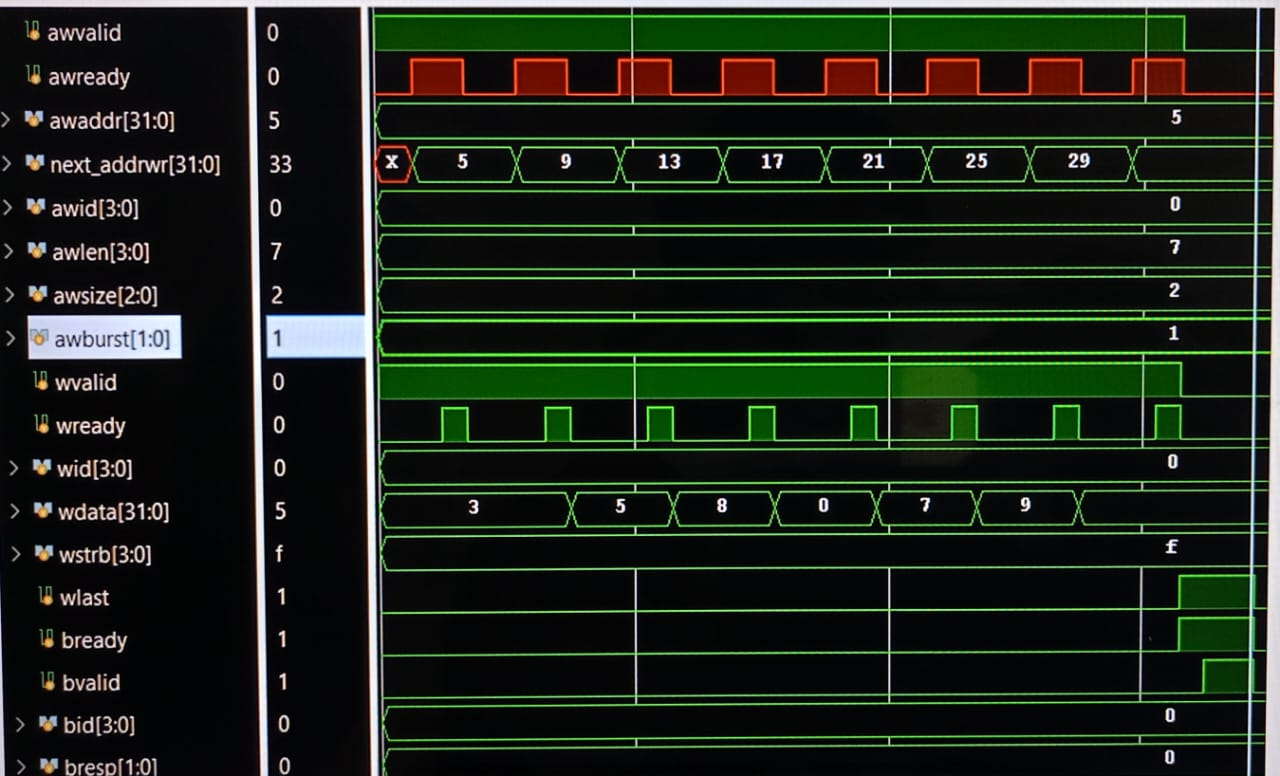 awvalid 0
awready 0
awaddr[31:0] 5 5
next_addrwr[31:0] 33 X 5 9 13 17 21 25 29
awid[3:0] 0 0
awlen[3:0] 7 7
awsize[2:0] 2 2
awburst[1:0] 1 1
wvalid 0
wready 0
wid[3:0] 0 0
wdata[31:0] 5 3 5 8 0 7 9
wstrb[3:0] f f
wlast 1
bready 1
bvalid 1
bid[3:0] 0 0
bresp[1:0] 0 0